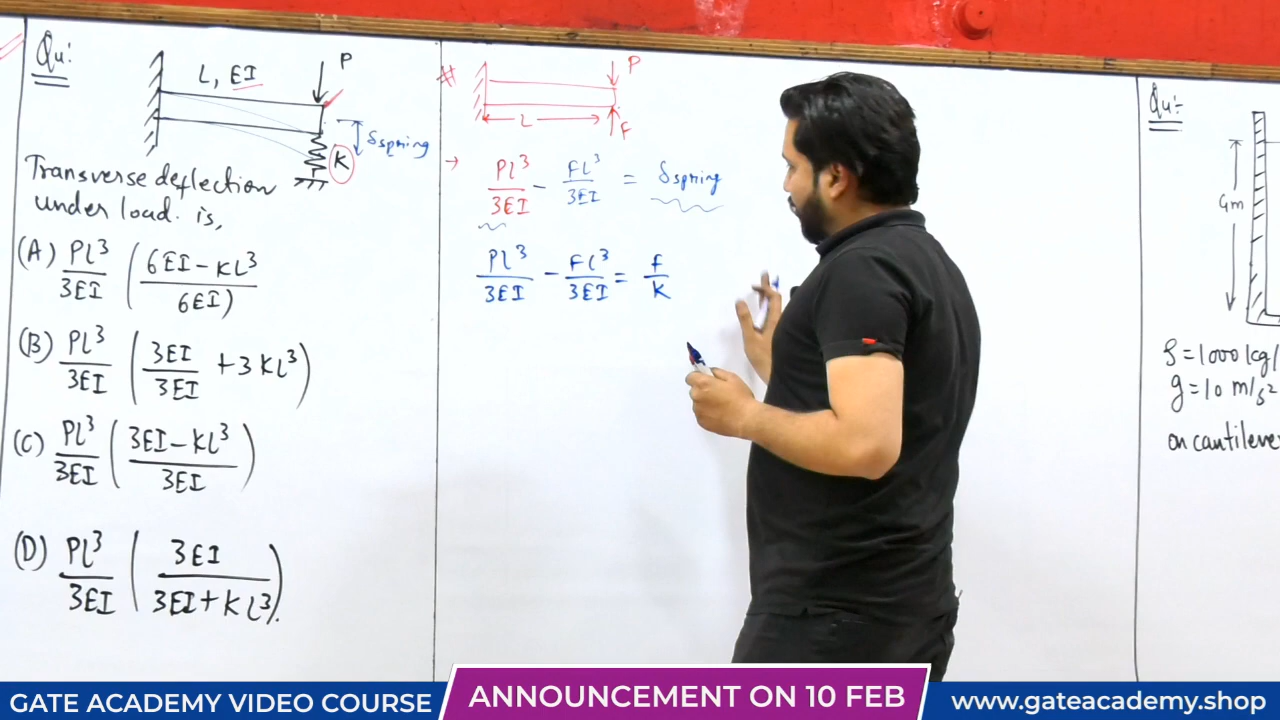 Qu:
L, EI
P
K
δspring
Transverse deflection
under load. is,
(A) PL³/3EI (6EI-KL³/6EI)
(B) PL³/3EI (3EI/3EI + 3KL³)
(C) PL³/3EI (3EI-KL³/3EI)
(D) PL³/3EI (3EI/3EI+KL³).
*
P
L
F
→ PL³/3EI - FL³/3EI = δspring
PL³/3EI - FL³/3EI = f/k
Qu:-
4m
ρ=1000kg/
g=10 m/s²
on cantilever
GATE ACADEMY VIDEO COURSE
ANNOUNCEMENT ON 10 FEB
www.gateacademy.shop